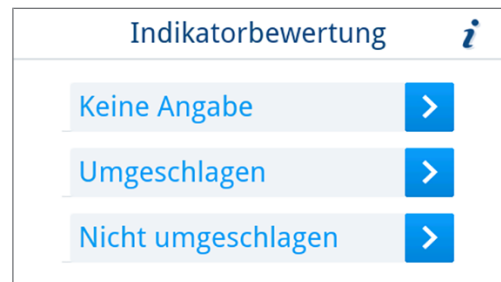 Indikatorbewertung i
Keine Angabe
Umgeschlagen
Nicht umgeschlagen